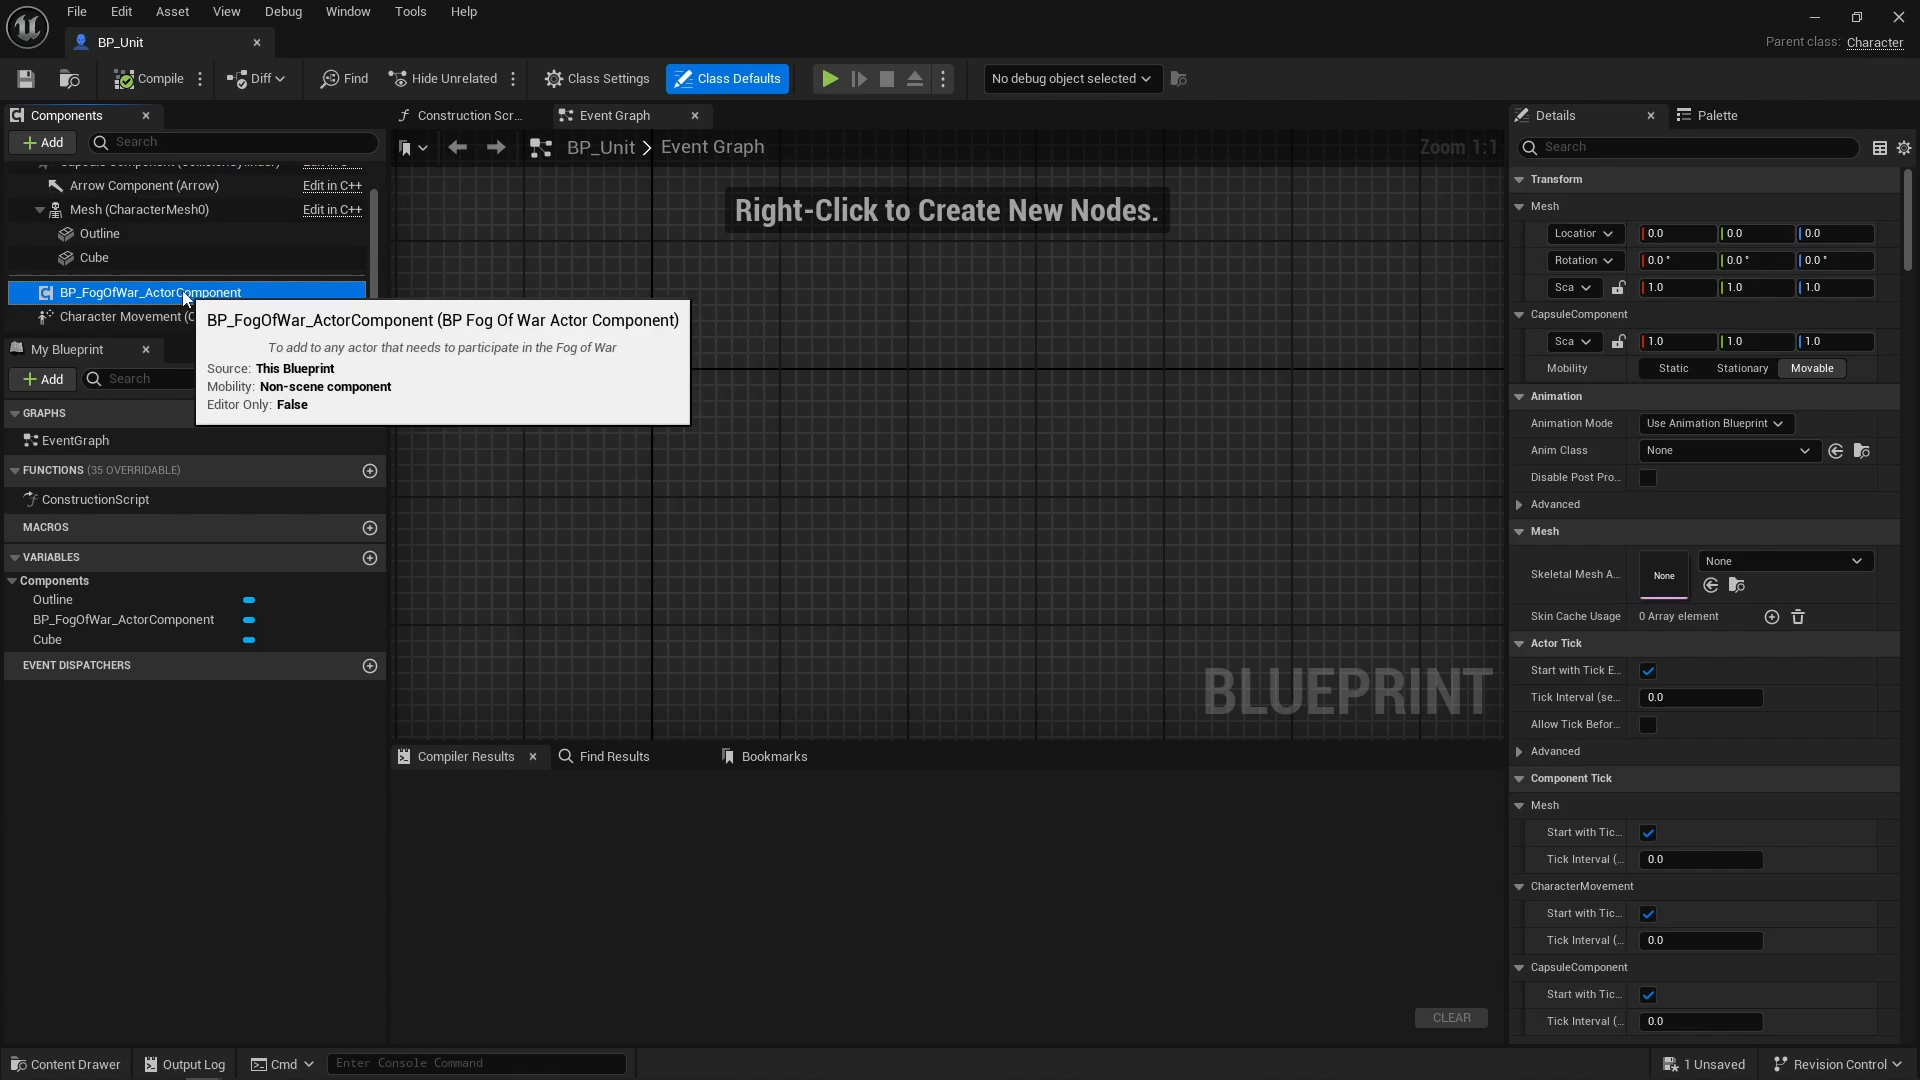 File Edit Asset View Debug Window Tools Help
BP_Unit
Parent class: Character
Compile Diff Find Hide Unrelated Class Settings Class Defaults No debug object selected
Components
Construction Scr... Event Graph
Details Palette
Add Search
BP_Unit > Event Graph Zoom 1:1
Search
Arrow Component (Arrow) Edit in C++
Mesh (CharacterMesh0) Edit in C++
Outline
Cube
BP_FogOfWar_ActorComponent
Character Movement (C
Right-Click to Create New Nodes.
BP_FogOfWar_ActorComponent (BP Fog Of War Actor Component)
To add to any actor that needs to participate in the Fog of War
Source: This Blueprint
Mobility: Non-scene component
Editor Only: False
My Blueprint
Add Search
GRAPHS
EventGraph
FUNCTIONS (35 OVERRIDABLE)
ConstructionScript
MACROS
VARIABLES
Components
Outline
BP_FogOfWar_ActorComponent
Cube
EVENT DISPATCHERS
BLUEPRINT
Compiler Results Find Results Bookmarks
CLEAR
Transform
Mesh
Locatior 0.0 0.0 0.0
Rotation 0.0 ° 0.0 ° 0.0 °
Sca 1.0 1.0 1.0
CapsuleComponent
Sca 1.0 1.0 1.0
Mobility Static Stationary Movable
Animation
Animation Mode Use Animation Blueprint
Anim Class None
Disable Post Pro...
Advanced
Mesh
Skeletal Mesh A... None None
Skin Cache Usage 0 Array element
Actor Tick
Start with Tick E...
Tick Interval (se... 0.0
Allow Tick Befor...
Advanced
Component Tick
Mesh
Start with Tic...
Tick Interval (... 0.0
CharacterMovement
Start with Tic...
Tick Interval (... 0.0
CapsuleComponent
Start with Tic...
Tick Interval (... 0.0
Content Drawer Output Log Cmd Enter Console Command 1 Unsaved Revision Control